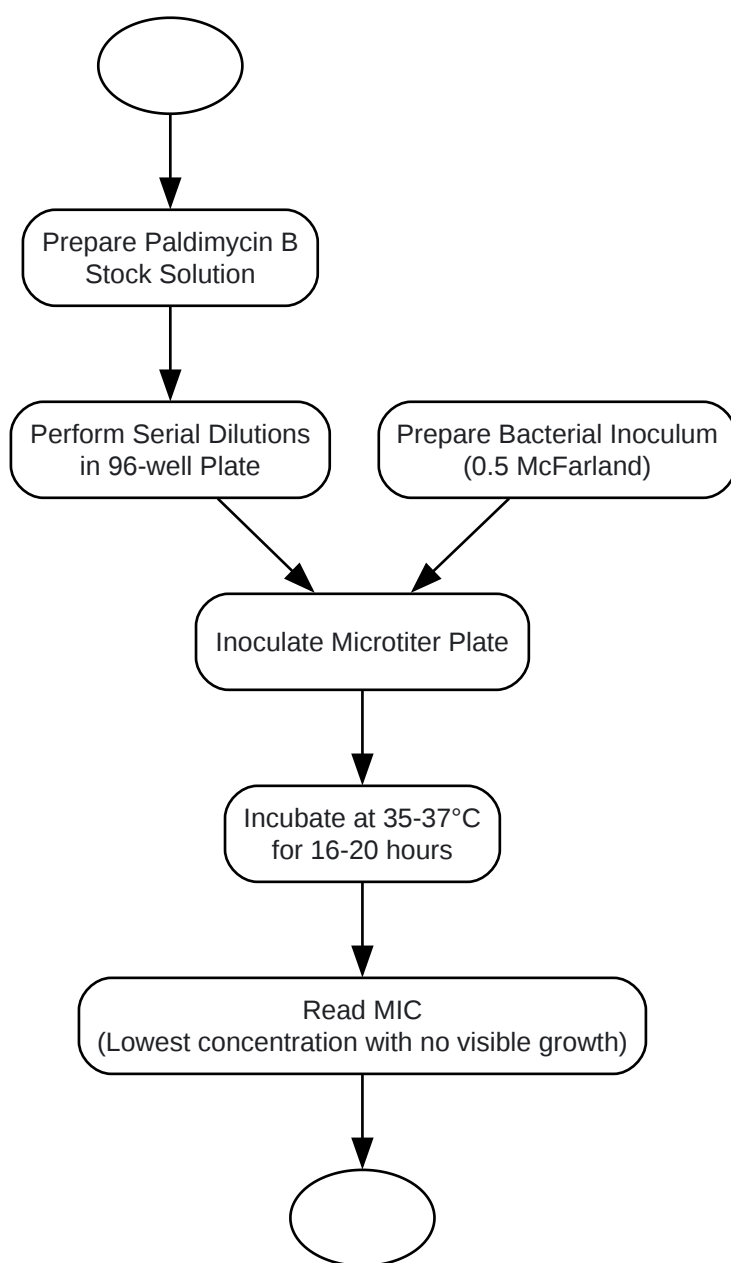 Prepare Paldimycin B
Stock Solution
Perform Serial Dilutions
in 96-well Plate
Prepare Bacterial Inoculum
(0.5 McFarland)
Inoculate Microtiter Plate
Incubate at 35-37°C
for 16-20 hours
Read MIC
(Lowest concentration with no visible growth)